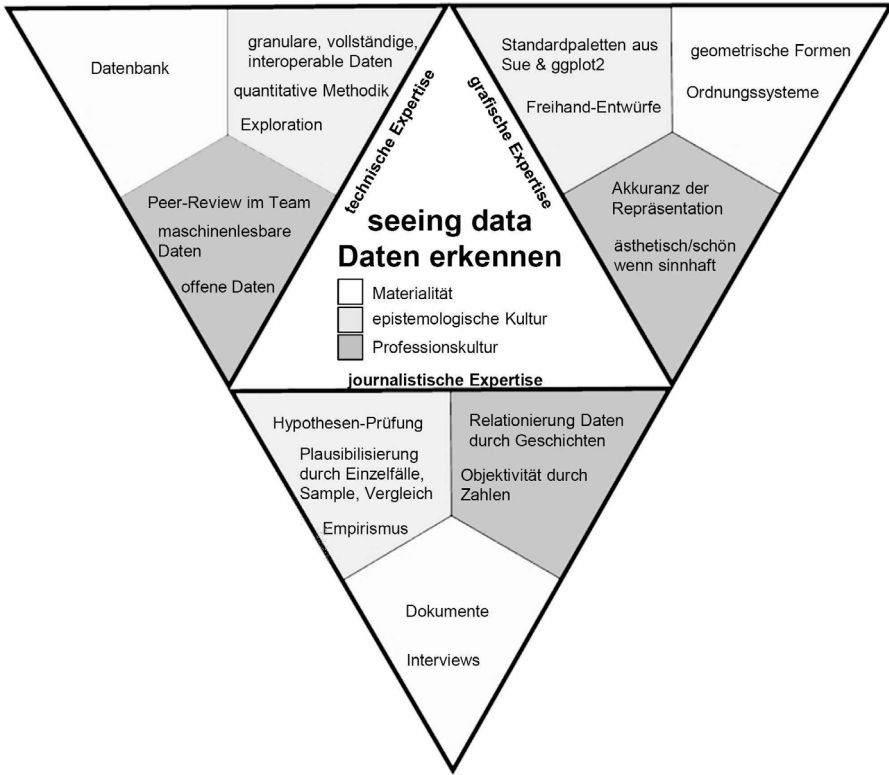 Datenbank
granulare, vollständige,
interoperable Daten
quantitative Methodik
Exploration
Peer-Review im Team
maschinenlesbare
Daten
offene Daten
technische Expertise
Standardpaletten aus
Sue & ggplot2
Freihand-Entwürfe
geometrische Formen
Ordnungssysteme
Akkuranz der
Repräsentation
ästhetisch/schön
wenn sinnhaft
grafische Expertise
seeing data
Daten erkennen
Materialität
epistemologische Kultur
Professionskultur
journalistische Expertise
Hypothesen-Prüfung
Plausibilisierung
durch Einzelfälle,
Sample, Vergleich
Empirismus
Relationierung Daten
durch Geschichten
Objektivität durch
Zahlen
Dokumente
Interviews